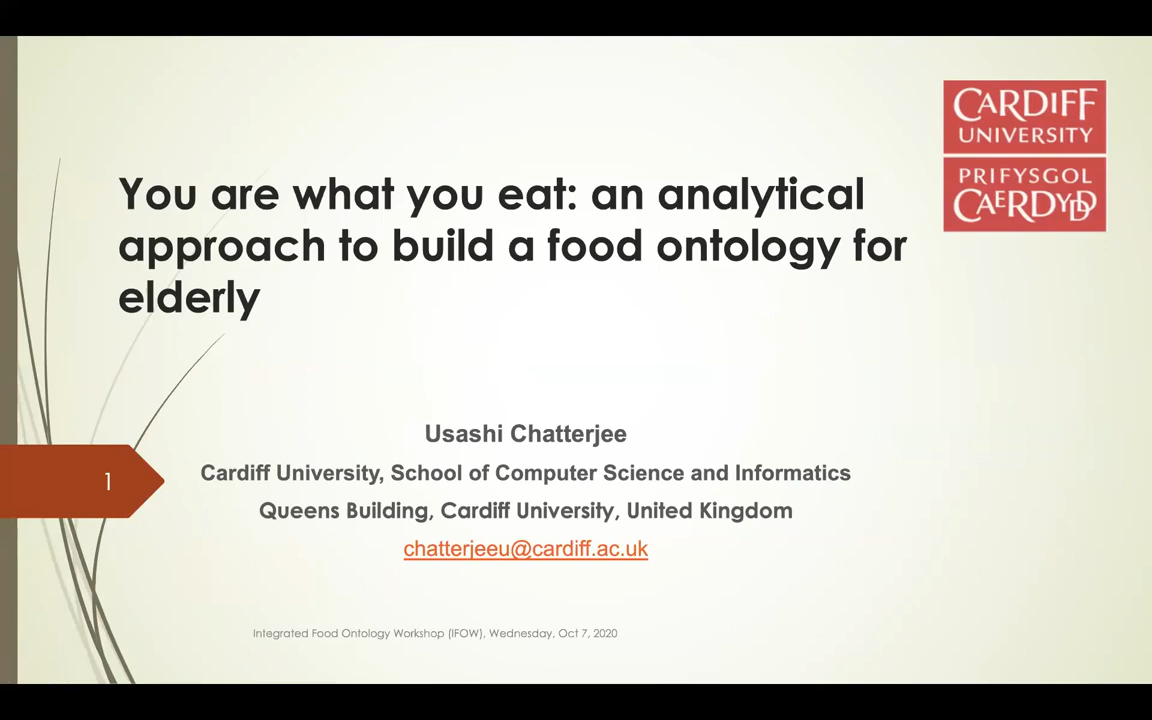 CARDIFF
UNIVERSITY
PRIFYSGOL
CAERDYDD
You are what you eat: an analytical
approach to build a food ontology for
elderly
Usashi Chatterjee
Cardiff University, School of Computer Science and Informatics
Queens Building, Cardiff University, United Kingdom
chatterjeeu@cardiff.ac.uk
1
Integrated Food Ontology Workshop (IFOW), Wednesday, Oct 7, 2020